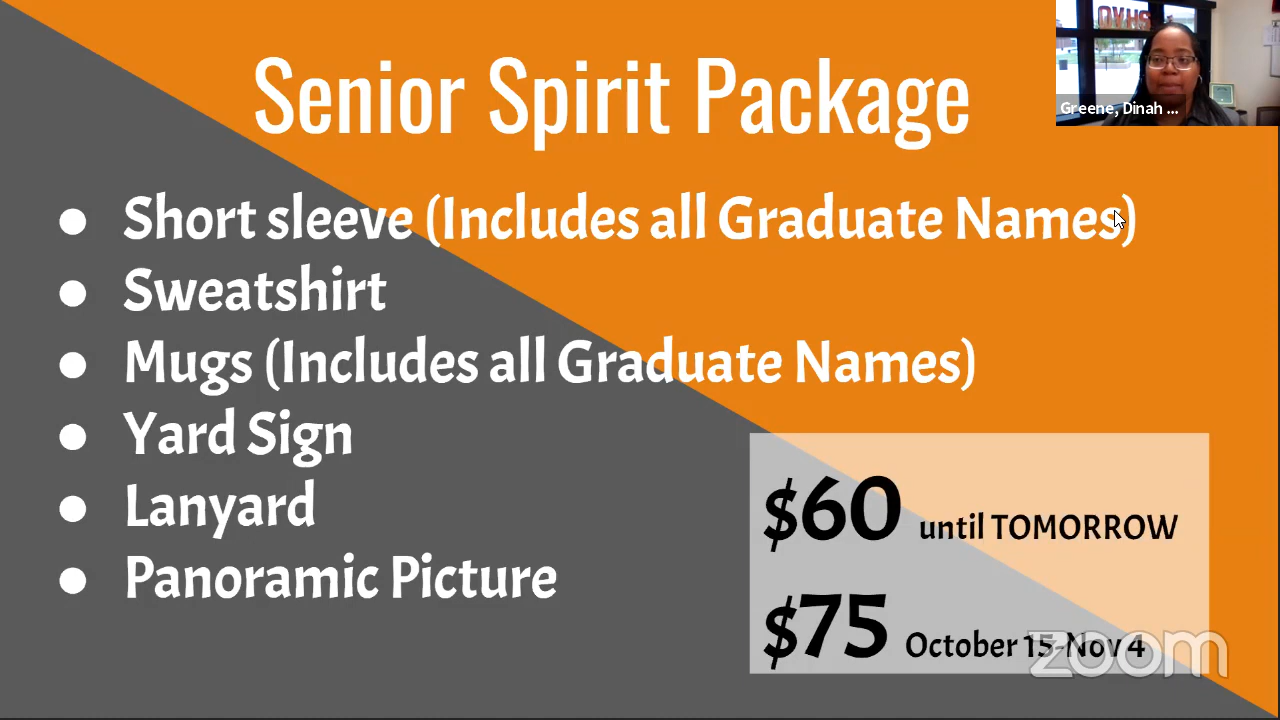 Senior Spirit Package
Greene, Dinah ...
● Short sleeve (Includes all Graduate Names)
● Sweatshirt
● Mugs (Includes all Graduate Names)
● Yard Sign
● Lanyard
● Panoramic Picture
$60 until TOMORROW
$75 October 15-Nov 4
zoom